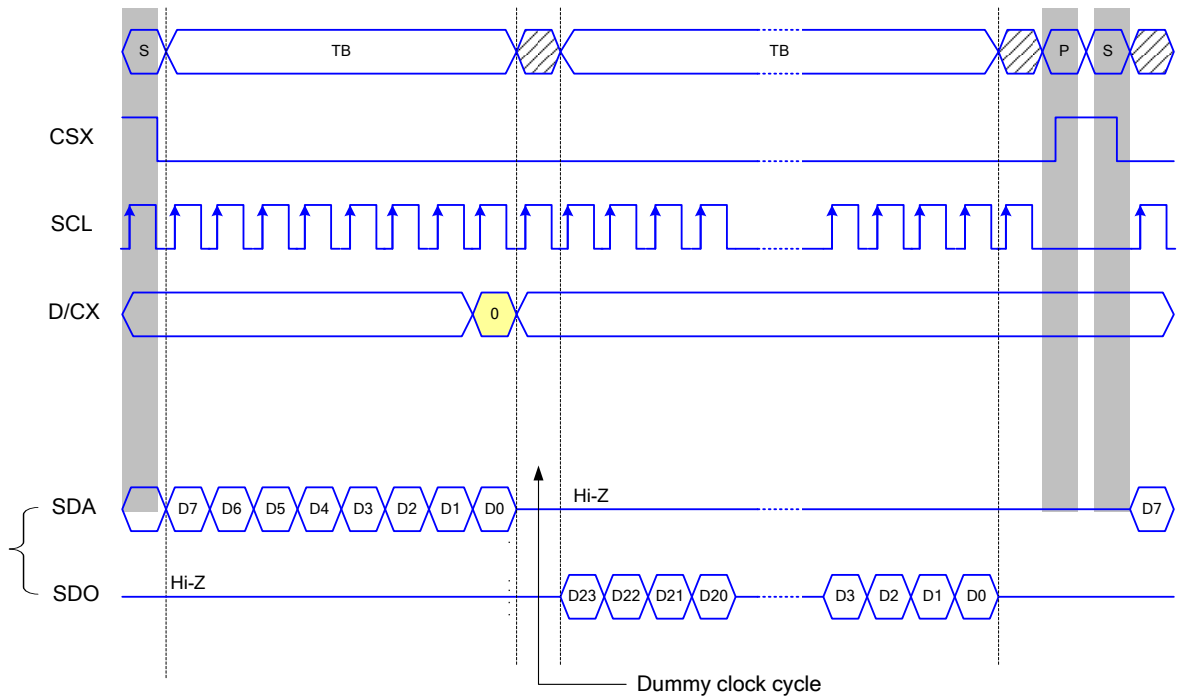 S TB TB P S
CSX
SCL
D/CX 0
Hi-Z
SDA D7 D6 D5 D4 D3 D2 D1 D0 D7
Hi-Z
SDO D23 D22 D21 D20 D3 D2 D1 D0
Dummy clock cycle